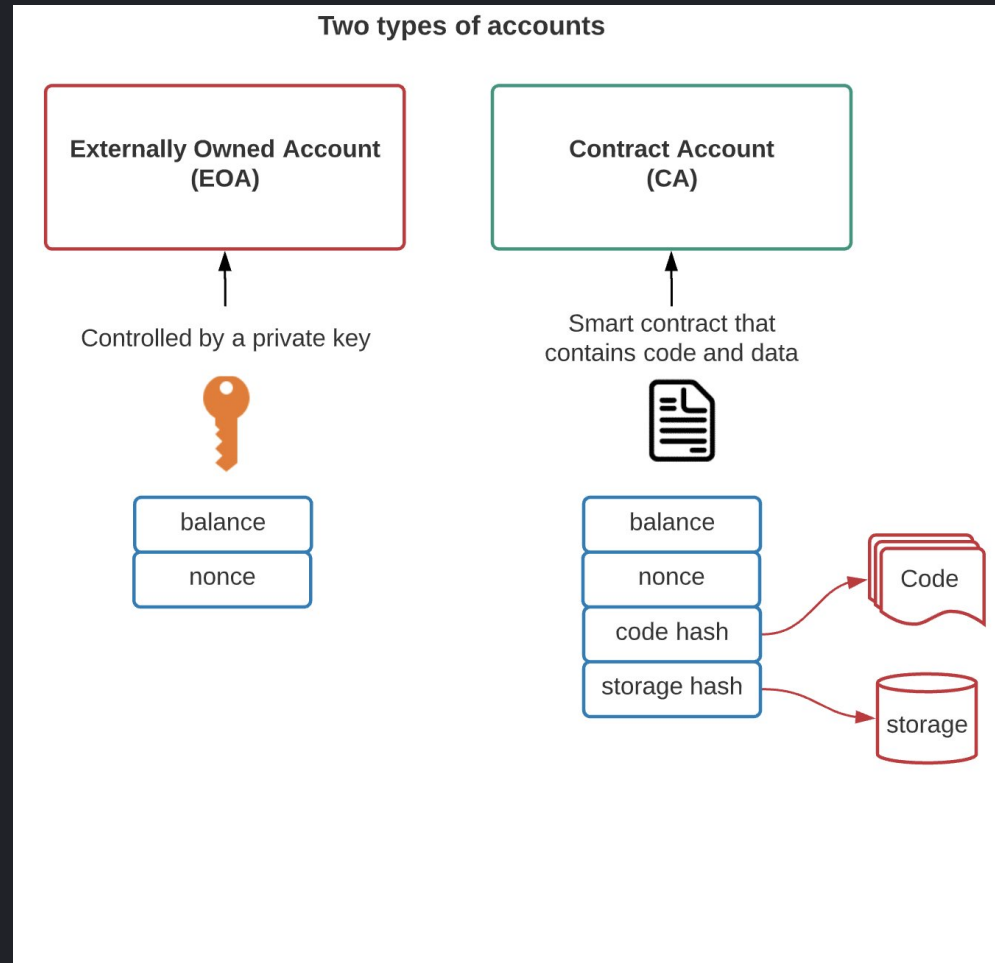 Two types of accounts
Externally Owned Account
(EOA)
Controlled by a private key
balance
nonce
Contract Account
(CA)
Smart contract that
contains code and data
balance
nonce
code hash
storage hash
Code
storage